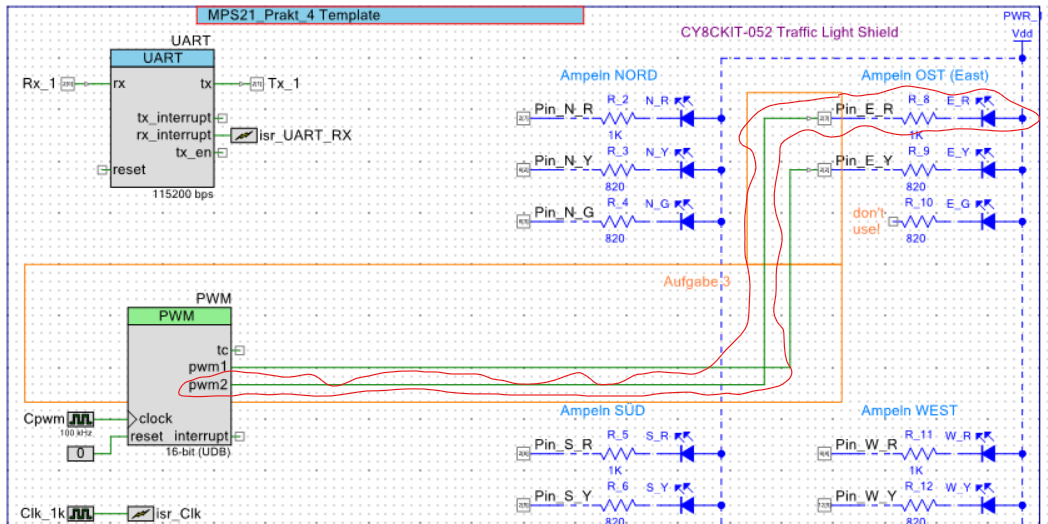 MPS21_Prakt_4 Template
PWR_1
Vdd
CY8CKIT-052 Traffic Light Shield
UART
UART
Rx_1
rx
tx
Tx_1
tx_interrupt
rx_interrupt
isr_UART_RX
tx_en
reset
115200 bps
Ampeln NORD
Pin_N_R
R_2
N_R
1K
Pin_N_Y
R_3
N_Y
820
Pin_N_G
R_4
N_G
820
Ampeln OST (East)
Pin_E_R
R_8
E_R
1K
Pin_E_Y
R_9
E_Y
820
don't
use!
R_10
E_G
820
Aufgabe 3
PWM
PWM
tc
pwm1
pwm2
Cpwm
100 kHz
clock
reset
interrupt
0
16-bit (UDB)
Clk_1k
isr_Clk
Ampeln SÜD
Pin_S_R
R_5
S_R
1K
Pin_S_Y
R_6
S_Y
820
Ampeln WEST
Pin_W_R
R_11
W_R
1K
Pin_W_Y
R_12
W_Y
820